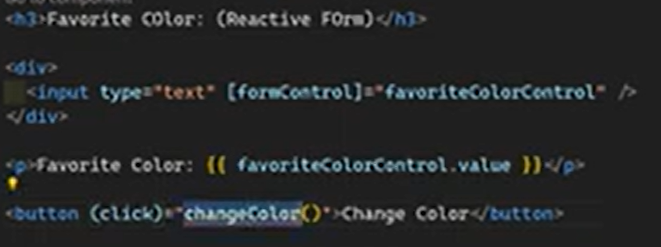 <h3>Favorite COlor: (Reactive FOrm)</h3>
<div>
<input type="text" [formControl]="favoriteColorControl" />
</div>
<p>Favorite Color: {{ favoriteColorControl.value }}</p>
<button (click)="changeColor()">Change Color</button>